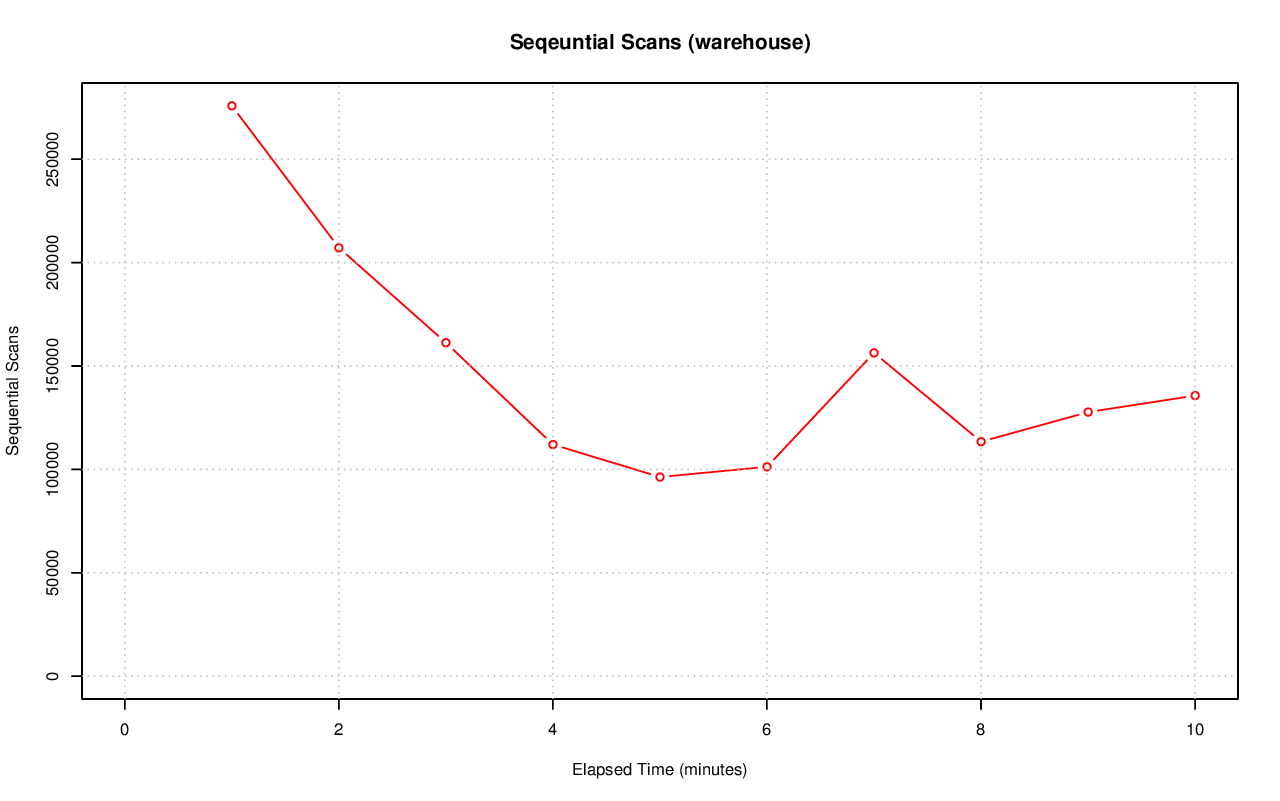 Seqeuntial Scans (warehouse)
Sequential Scans
250000
200000
150000
100000
50000
0
0 2 4 6 8 10
Elapsed Time (minutes)